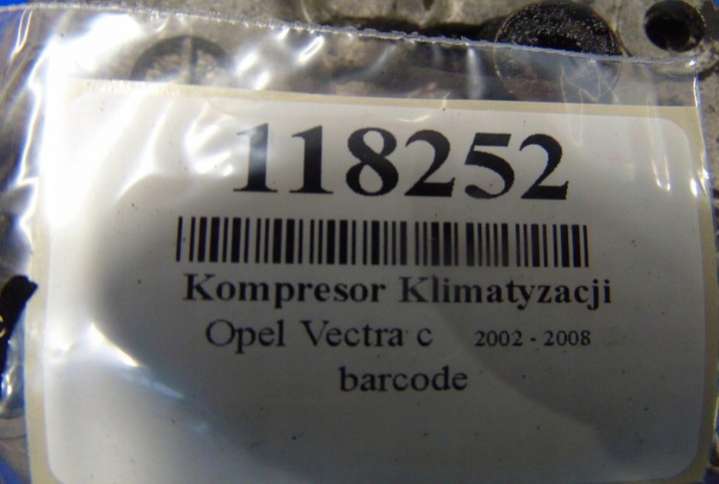 118252
Kompresor Klimatyzacji
Opel Vectra c 2002 - 2008
barcode